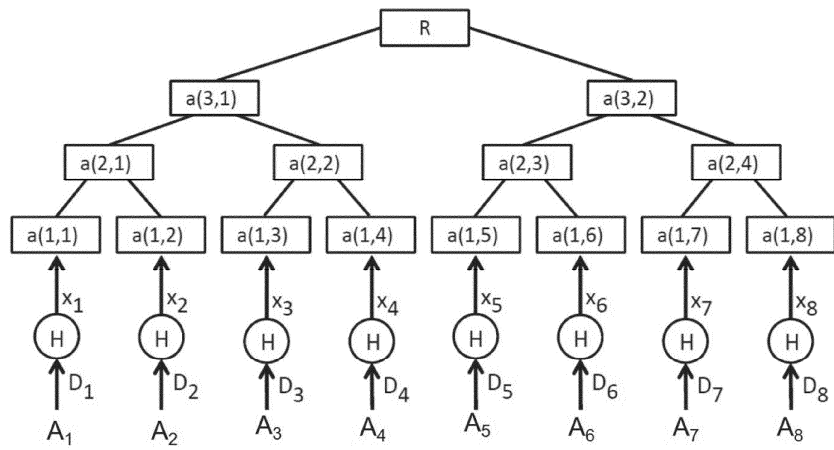 R
a(3,1) a(3,2)
a(2,1) a(2,2) a(2,3) a(2,4)
a(1,1) a(1,2) a(1,3) a(1,4) a(1,5) a(1,6) a(1,7) a(1,8)
x₁ x₂ x₃ x₄ x₅ x₆ x₇ x₈
H H H H H H H H
D₁ D₂ D₃ D₄ D₅ D₆ D₇ D₈
A₁ A₂ A₃ A₄ A₅ A₆ A₇ A₈